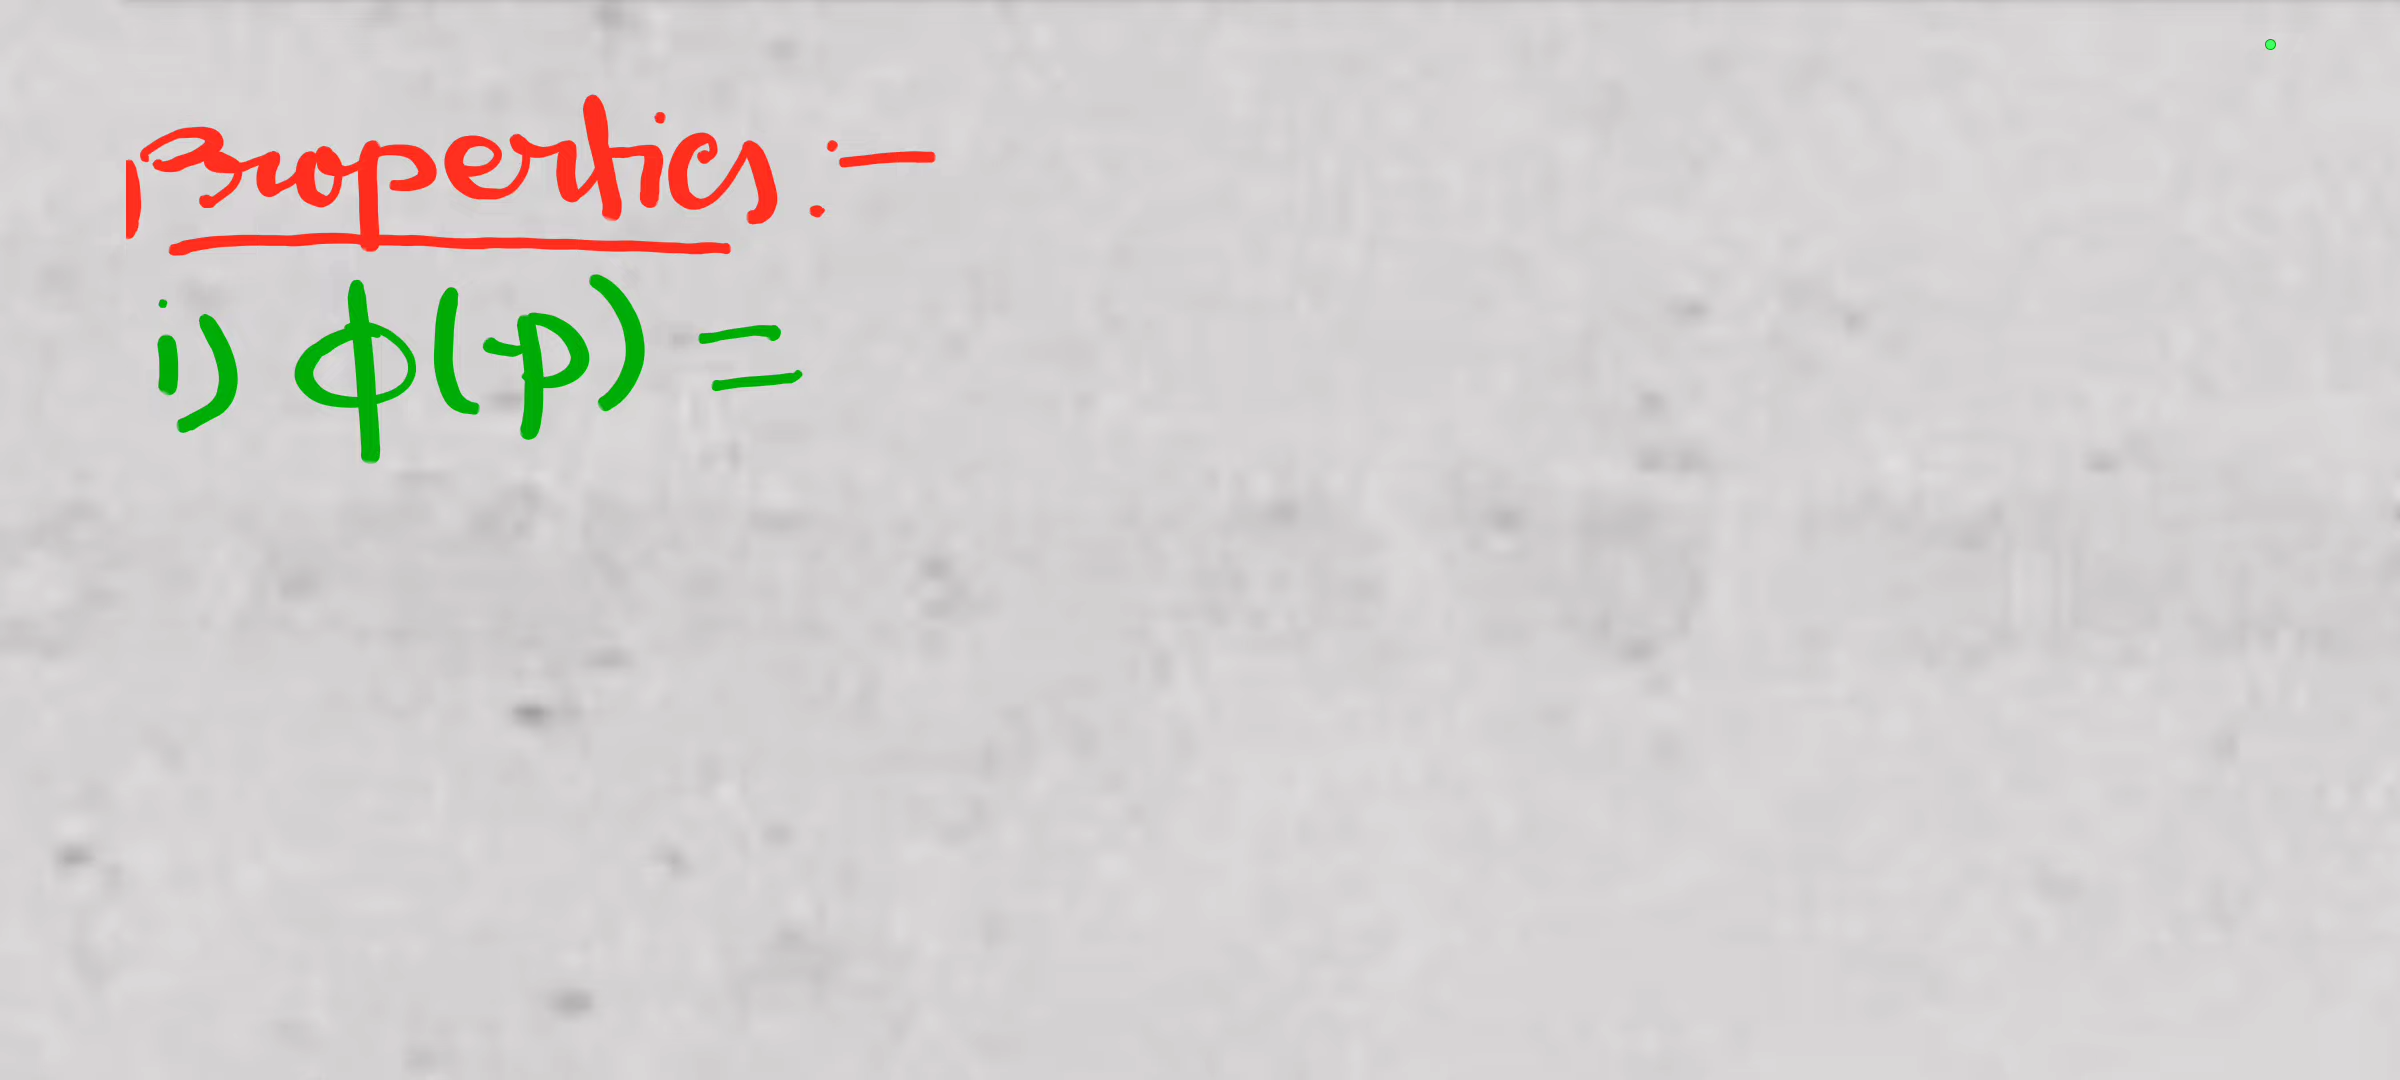 properties :-
i) ϕ(-p) =